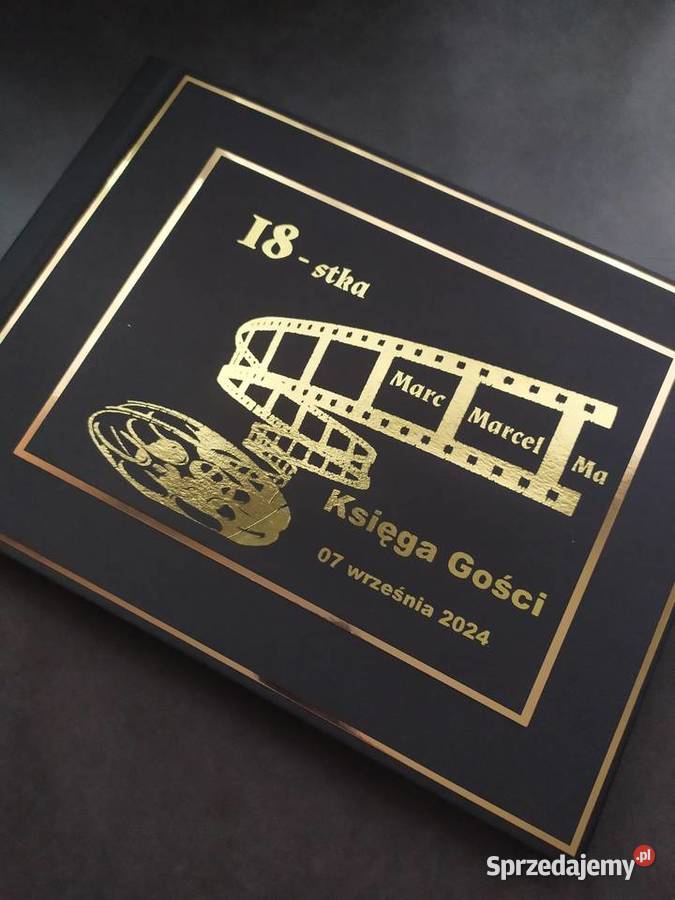 18 - stka
Marc Marcel Ma
Księga Gości
07 września 2024
Sprzedajemy.pl